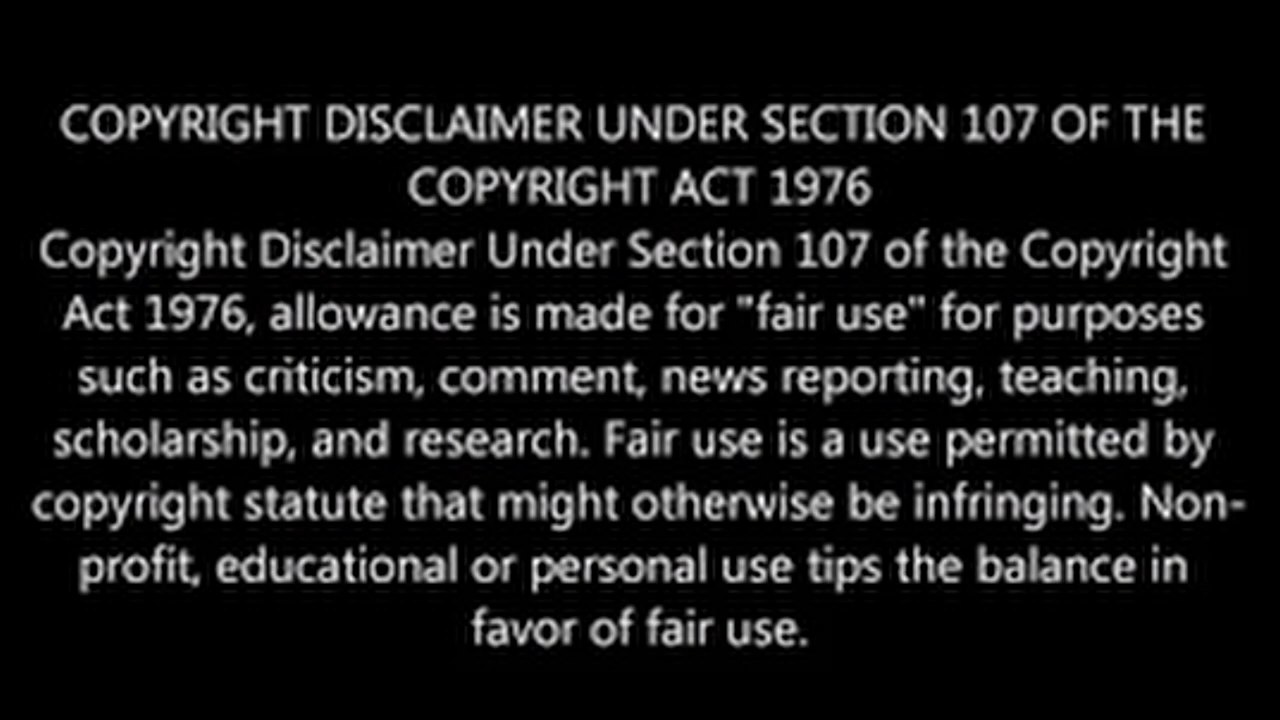 COPYRIGHT DISCLAIMER UNDER SECTION 107 OF THE
COPYRIGHT ACT 1976
Copyright Disclaimer Under Section 107 of the Copyright
Act 1976, allowance is made for "fair use" for purposes
such as criticism, comment, news reporting, teaching,
scholarship, and research. Fair use is a use permitted by
copyright statute that might otherwise be infringing. Non-
profit, educational or personal use tips the balance in
favor of fair use.